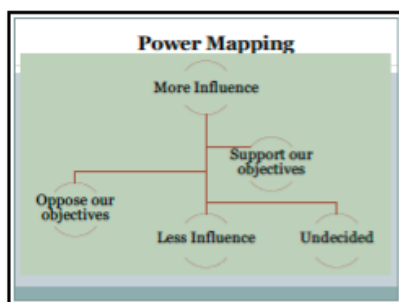 Power Mapping
More Influence
Support our
objectives
Oppose our
objectives
Less Influence
Undecided